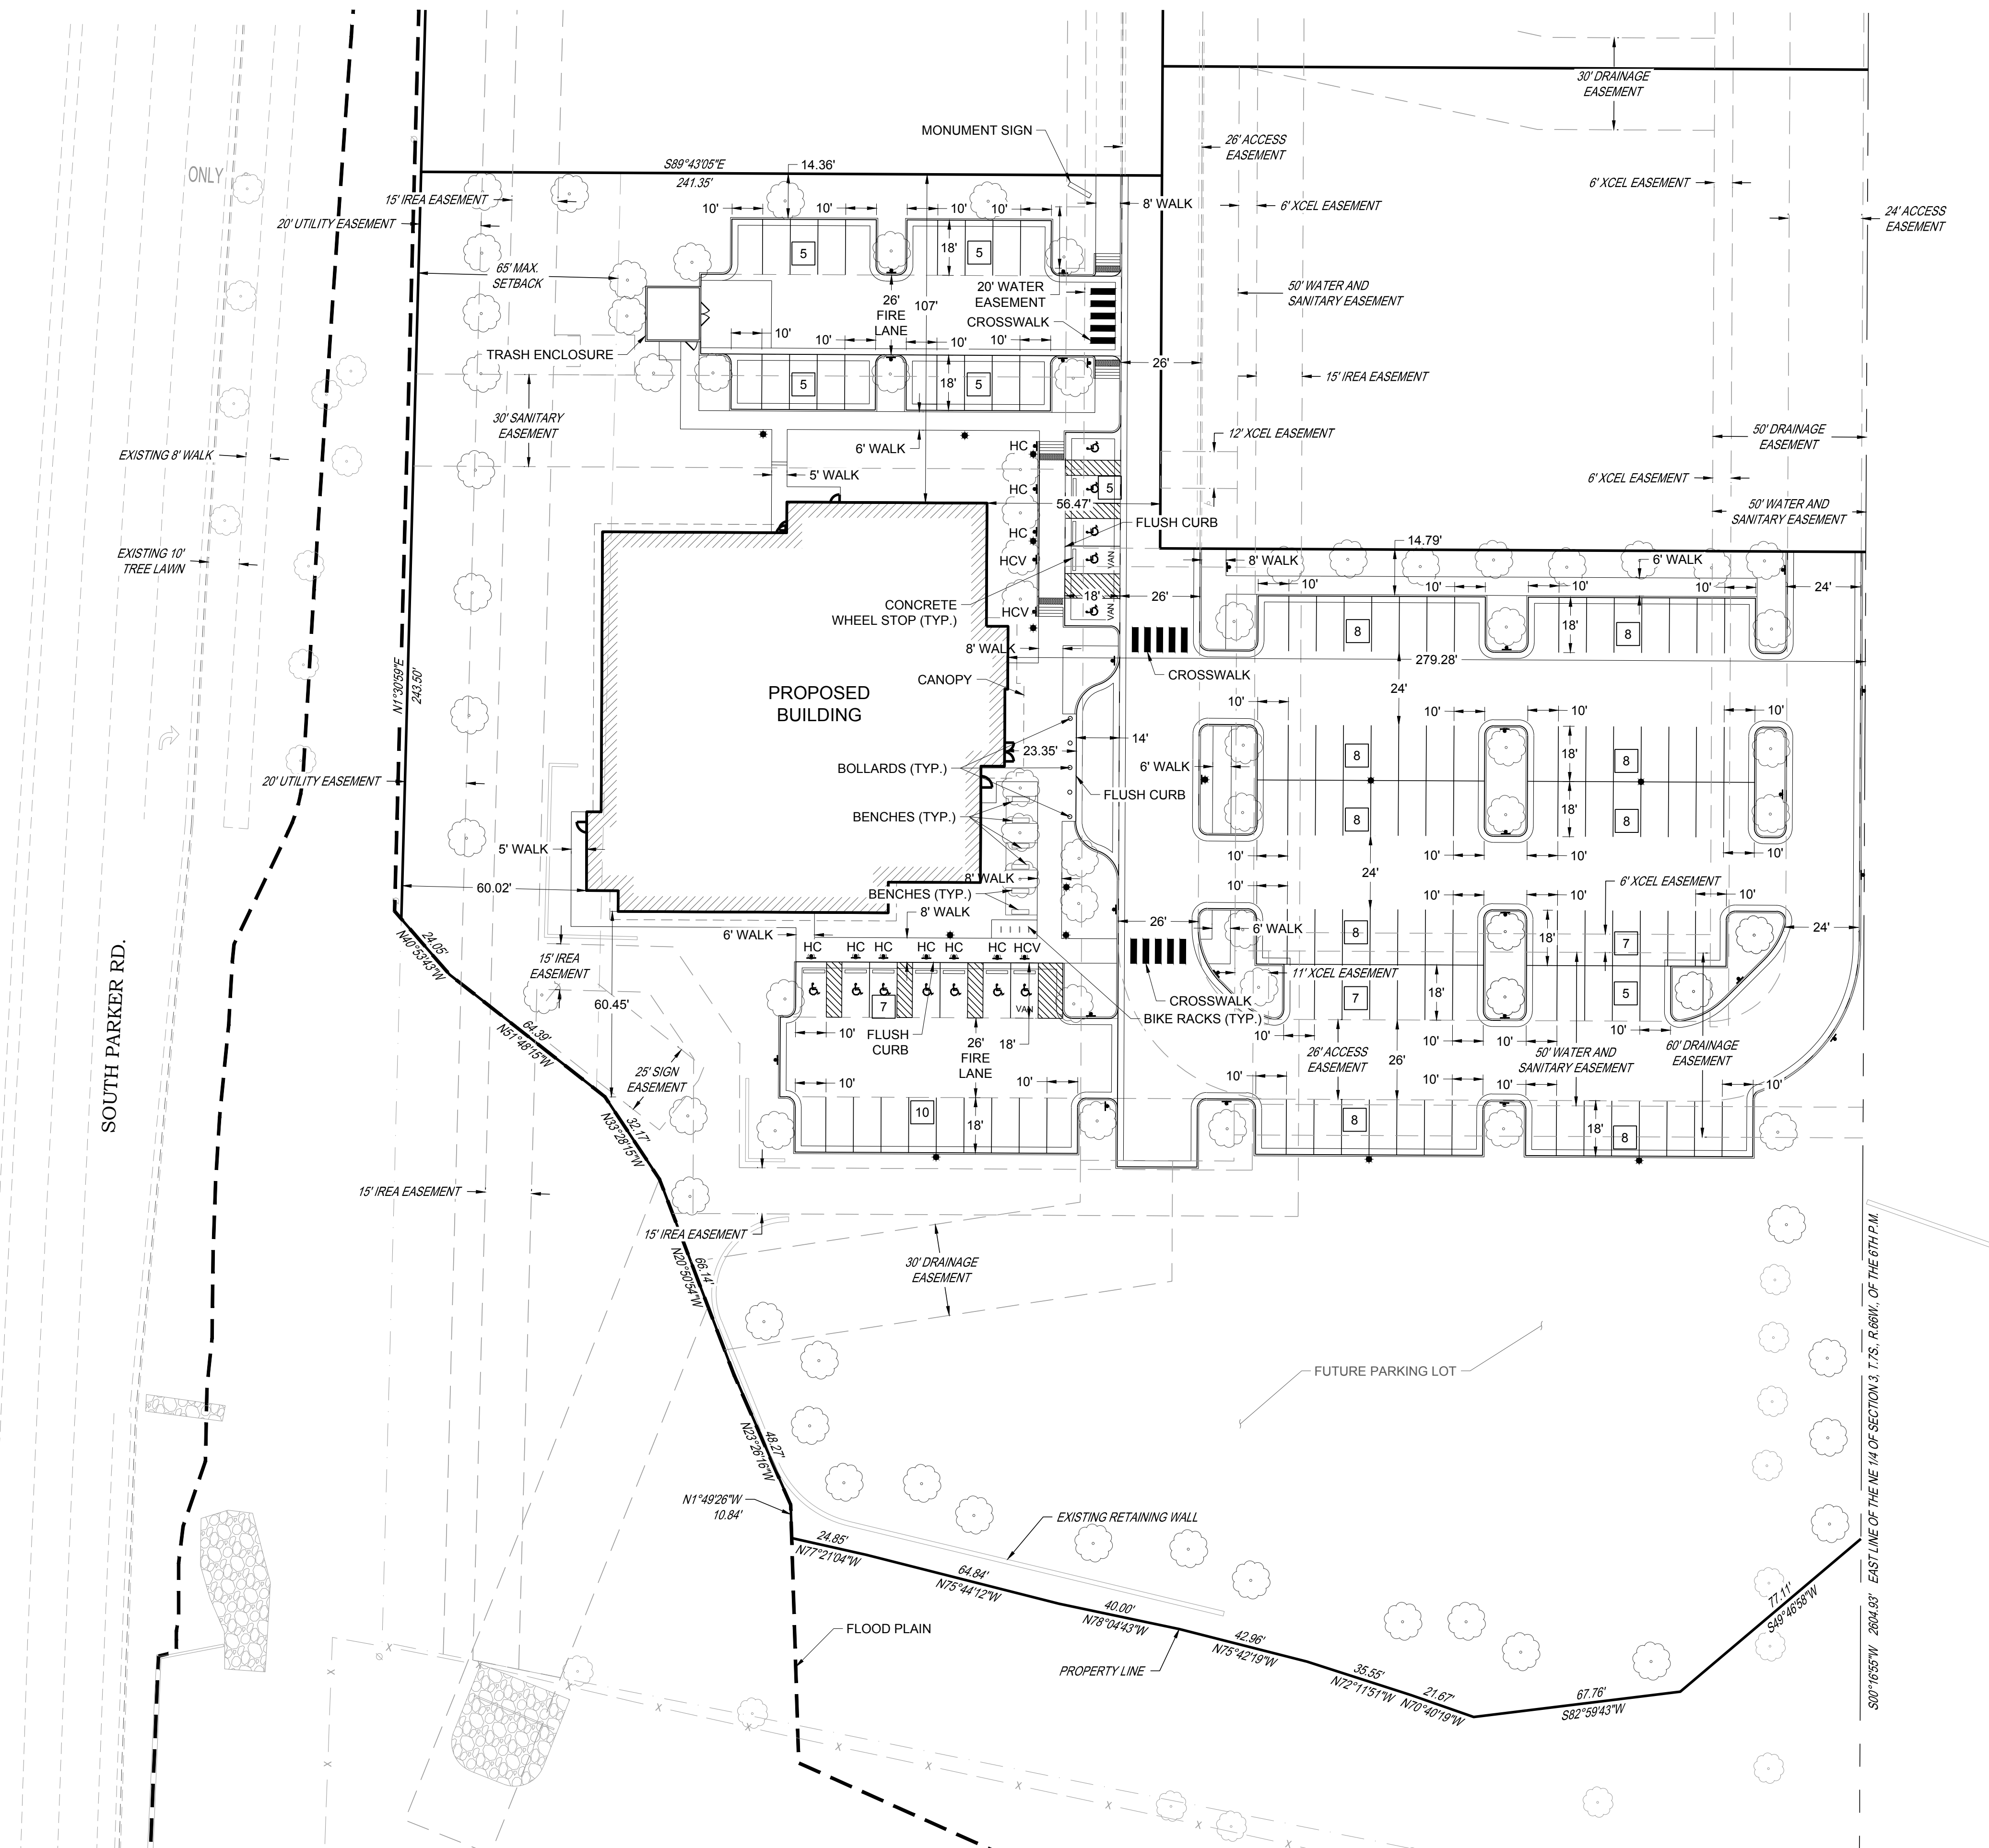 30' DRAINAGE
EASEMENT
MONUMENT SIGN
26' ACCESS
EASEMENT
ONLY
S89°43'05"E
241.35'
14.36'
15' IREA EASEMENT
20' UTILITY EASEMENT
6' XCEL EASEMENT
6' XCEL EASEMENT
24' ACCESS
EASEMENT
8' WALK
10'
10'
10'
10'
5
5
18'
65' MAX.
SETBACK
26'
FIRE
LANE
107'
20' WATER
EASEMENT
CROSSWALK
50' WATER AND
SANITARY EASEMENT
10'
10'
10'
10'
TRASH ENCLOSURE
26'
15' IREA EASEMENT
5
5
18'
30' SANITARY
EASEMENT
EXISTING 8' WALK
6' WALK
5' WALK
HC
HC
HC
HCV
HCV
5
56.47'
FLUSH CURB
VAN
VAN
12' XCEL EASEMENT
50' DRAINAGE
EASEMENT
6' XCEL EASEMENT
50' WATER AND
SANITARY EASEMENT
EXISTING 10'
TREE LAWN
14.79'
8' WALK
6' WALK
10'
10'
10'
10'
24'
CONCRETE
WHEEL STOP (TYP.)
18'
26'
8' WALK
8
8
18'
279.28'
N1°30'59"E
243.50'
CANOPY
CROSSWALK
PROPOSED
BUILDING
24'
10'
10'
10'
10'
14'
23.35'
BOLLARDS (TYP.)
6' WALK
8
8
18'
20' UTILITY EASEMENT
FLUSH CURB
BENCHES (TYP.)
8
8
18'
5' WALK
10'
10'
10'
10'
24'
8' WALK
60.02'
BENCHES (TYP.)
8' WALK
6' XCEL EASEMENT
10'
10'
10'
10'
26'
6' WALK
24'
6' WALK
HC
HC
HC
HC
HC
HC
HCV
8
18'
7
24.05'
N40°53'43"W
15' IREA
EASEMENT
11' XCEL EASEMENT
CROSSWALK
BIKE RACKS (TYP.)
7
VAN
7
18'
5
60.45'
10'
FLUSH
CURB
26'
FIRE
LANE
18'
10'
10'
10'
10'
64.39'
N51°48'15"W
26' ACCESS
EASEMENT
26'
50' WATER AND
SANITARY EASEMENT
60' DRAINAGE
EASEMENT
25' SIGN
EASEMENT
10'
10'
10'
10'
10'
10'
SOUTH PARKER RD.
32.17'
N33°28'15"W
10
18'
8
18'
8
15' IREA EASEMENT
15' IREA EASEMENT
66.14'
N20°50'54"W
30' DRAINAGE
EASEMENT
FUTURE PARKING LOT
48.27'
N23°26'16"W
N1°49'26"W
10.84'
EXISTING RETAINING WALL
24.85'
N77°21'04"W
64.84'
N75°44'12"W
40.00'
N78°04'43"W
42.96'
N75°42'19"W
35.55'
N72°11'51"W
21.67'
N70°40'19"W
67.76'
S82°59'43"W
77.11'
S49°46'58"W
FLOOD PLAIN
PROPERTY LINE
S00°16'55"W 2604.93' EAST LINE OF THE NE 1/4 OF SECTION 3, T.7S., R.66W., OF THE 6TH P.M.
X
X
X
X
X
X
X
X
X
X